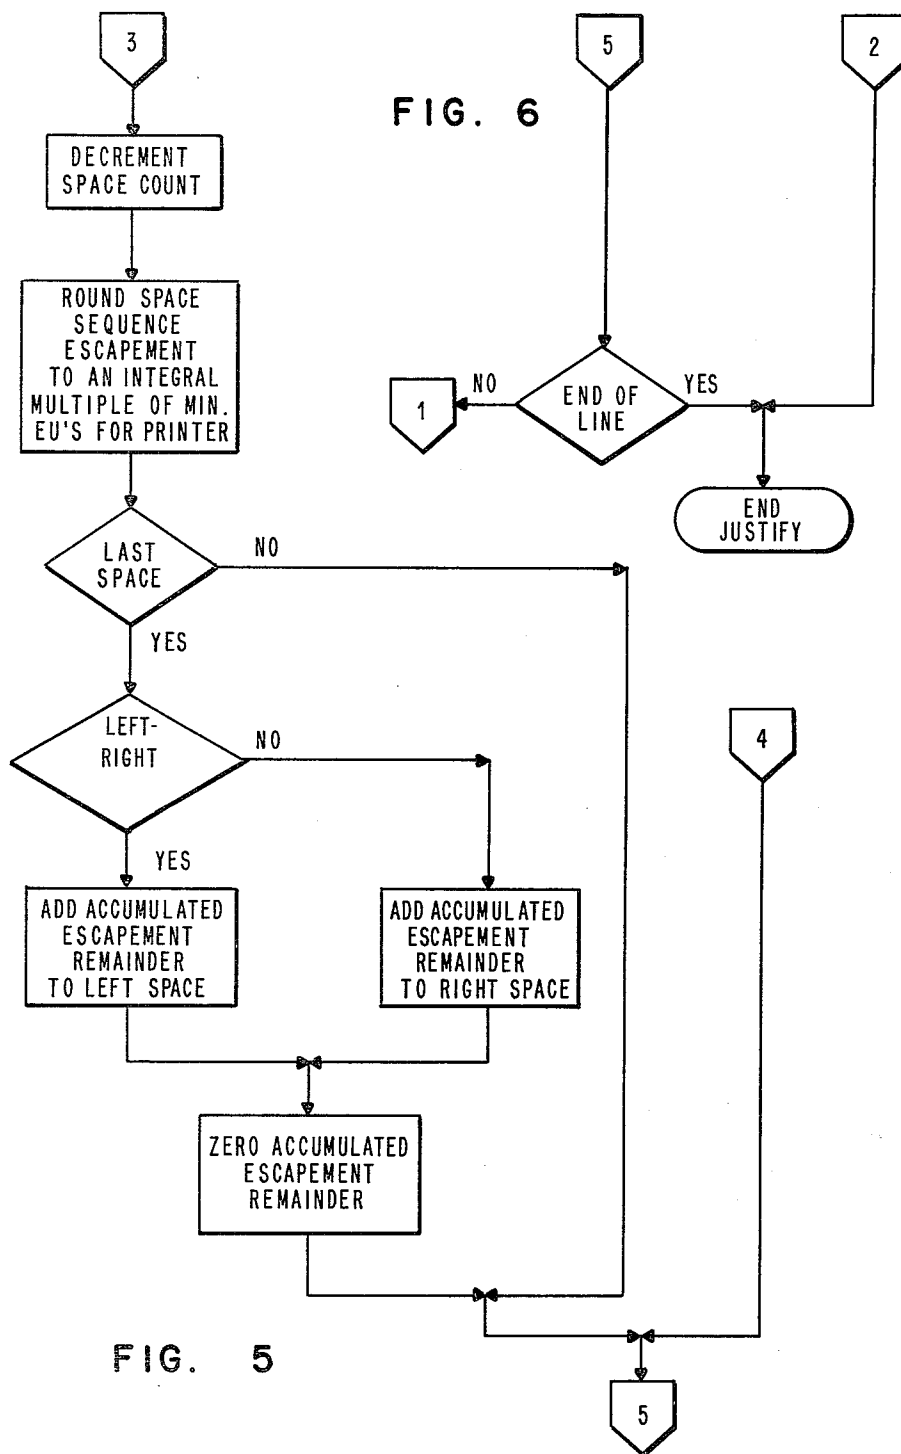 3
DECREMENT
SPACE COUNT
ROUND SPACE
SEQUENCE
ESCAPEMENT
TO AN INTEGRAL
MULTIPLE OF MIN.
EU'S FOR PRINTER
LAST
SPACE
NO
YES
LEFT-
RIGHT
NO
YES
ADD ACCUMULATED
ESCAPEMENT
REMAINDER
TO LEFT SPACE
ADD ACCUMULATED
ESCAPEMENT
REMAINDER
TO RIGHT SPACE
ZERO ACCUMULATED
ESCAPEMENT
REMAINDER
4
5
FIG. 5
5
2
FIG. 6
END OF
LINE
NO
YES
1
END
JUSTIFY